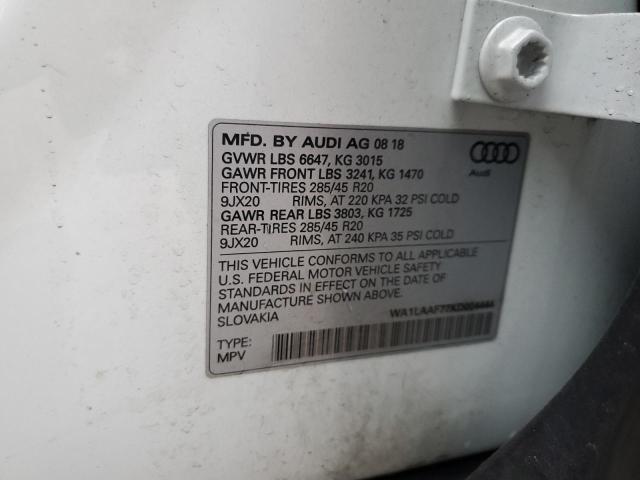 MFD. BY AUDI AG 08 18
GVWR LBS 6647, KG 3015
GAWR FRONT LBS 3241, KG 1470
FRONT-TIRES 285/45 R20
9JX20 RIMS, AT 220 KPA 32 PSI COLD
GAWR REAR LBS 3803, KG 1725
REAR-TIRES 285/45 R20
9JX20 RIMS, AT 240 KPA 35 PSI COLD
Audi
THIS VEHICLE CONFORMS TO ALL APPLICABLE
U.S. FEDERAL MOTOR VEHICLE SAFETY
STANDARDS IN EFFECT ON THE DATE OF
MANUFACTURE SHOWN ABOVE.
SLOVAKIA
TYPE:
MPV